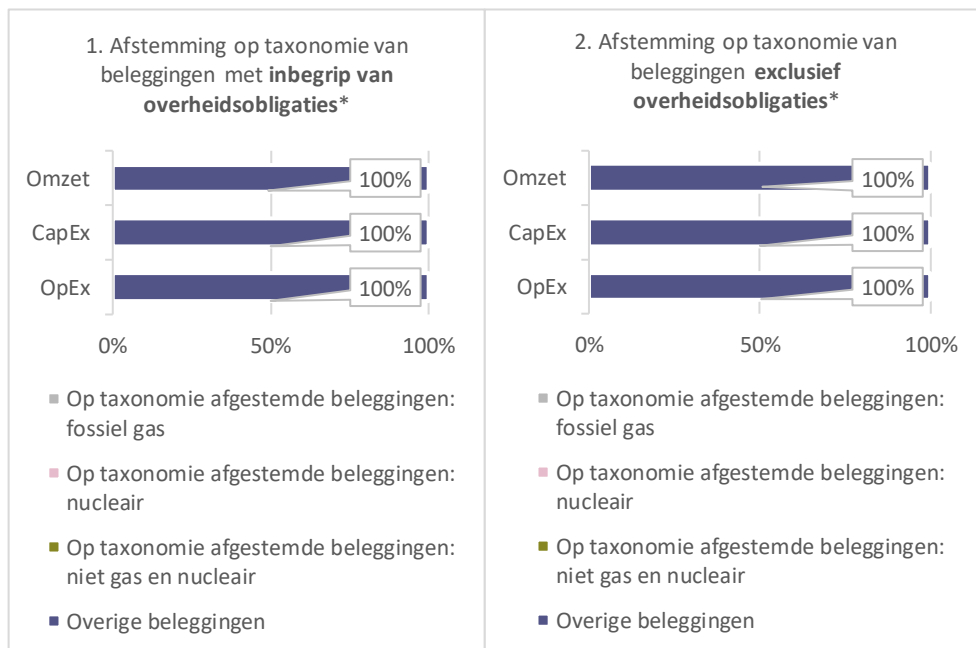 1. Afstemming op taxonomie van
beleggingen met inbegrip van
overheidsobligaties*
Omzet
100%
CapEx
100%
OpEx
100%
0%
50%
100%
Op taxonomie afgestemde beleggingen:
fossiel gas
Op taxonomie afgestemde beleggingen:
nucleair
Op taxonomie afgestemde beleggingen:
niet gas en nucleair
Overige beleggingen
2. Afstemming op taxonomie van
beleggingen exclusief
overheidsobligaties*
Omzet
100%
CapEx
100%
OpEx
100%
0%
50%
100%
Op taxonomie afgestemde beleggingen:
fossiel gas
Op taxonomie afgestemde beleggingen:
nucleair
Op taxonomie afgestemde beleggingen:
niet gas en nucleair
Overige beleggingen